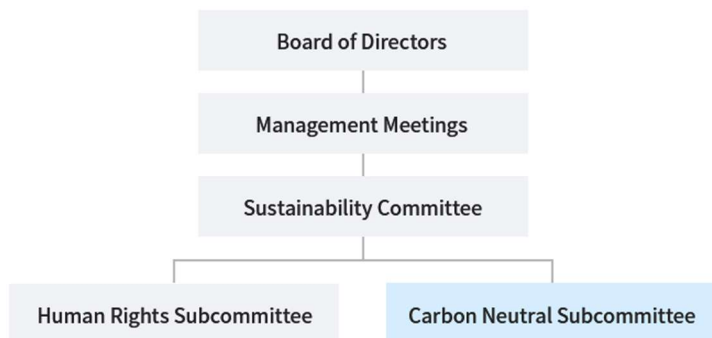 Board of Directors
Management Meetings
Sustainability Committee
Human Rights Subcommittee
Carbon Neutral Subcommittee